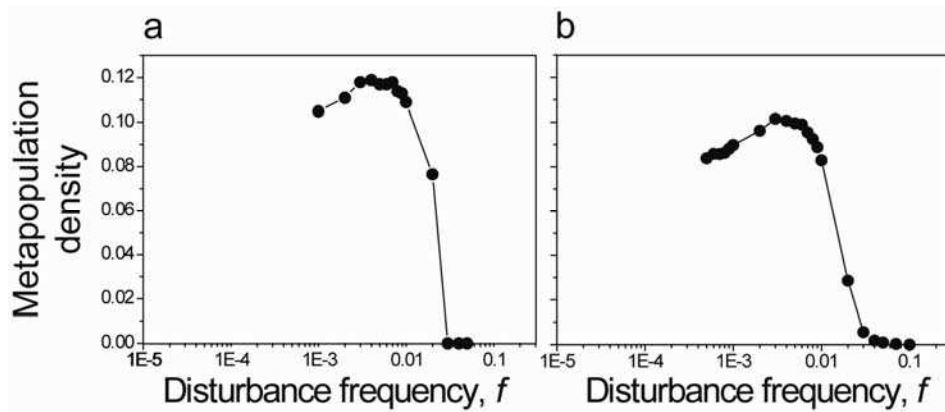 a
b
Metapopulation
density
0.12
0.10
0.08
0.06
0.04
0.02
0.00
1E-5 1E-4 1E-3 0.01 0.1
1E-5 1E-4 1E-3 0.01 0.1
Disturbance frequency, f
Disturbance frequency, f